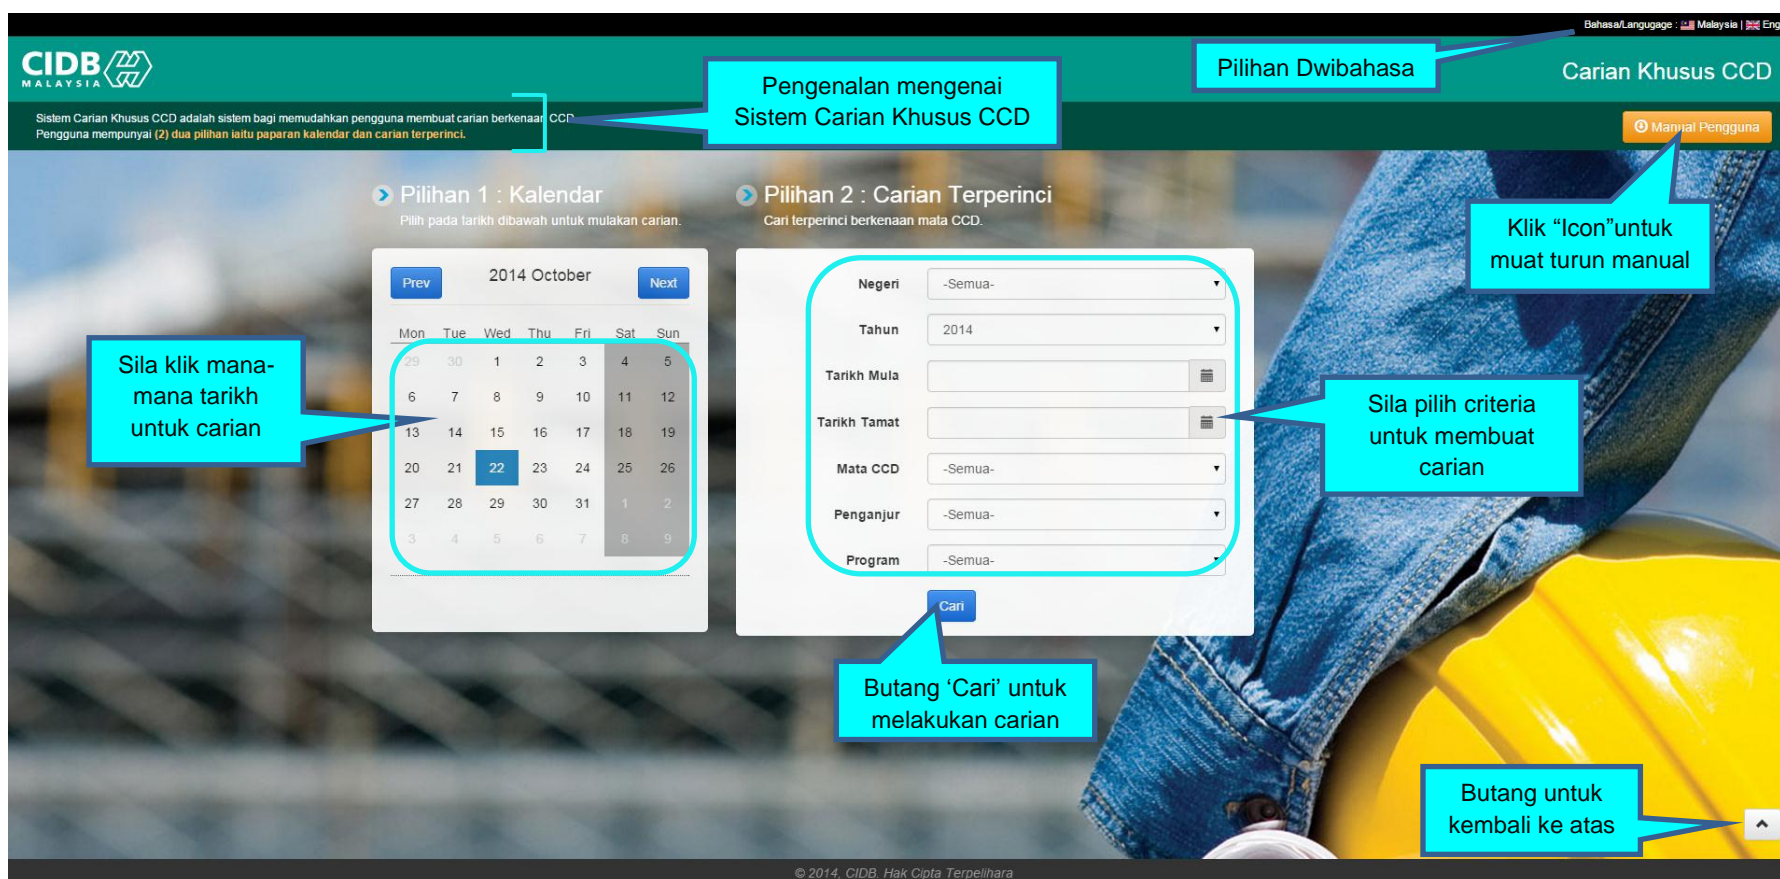 Bahasa/Langugage : Malaysia | Eng
CIDB
MALAYSIA
Pilihan Dwibahasa
Carian Khusus CCD
Pengenalan mengenai
Sistem Carian Khusus CCD
Sistem Carian Khusus CCD adalah sistem bagi memudahkan pengguna membuat carian berkenaan CCD
Pengguna mempunyai (2) dua pilihan iaitu paparan kalendar dan carian terperinci.
Manual Pengguna
Klik “Icon”untuk
muat turun manual
Pilihan 1 : Kalendar
Pilih pada tarikh dibawah untuk mulakan carian.
Prev 2014 October Next
Mon Tue Wed Thu Fri Sat Sun
29 30 1 2 3 4 5
6 7 8 9 10 11 12
13 14 15 16 17 18 19
20 21 22 23 24 25 26
27 28 29 30 31 1 2
3 4 5 6 7 8 9
Sila klik mana-
mana tarikh
untuk carian
Pilihan 2 : Carian Terperinci
Cari terperinci berkenaan mata CCD.
Negeri -Semua-
Tahun 2014
Tarikh Mula
Tarikh Tamat
Mata CCD -Semua-
Penganjur -Semua-
Program -Semua-
Cari
Sila pilih criteria
untuk membuat
carian
Butang ‘Cari’ untuk
melakukan carian
Butang untuk
kembali ke atas
© 2014, CIDB. Hak Cipta Terpelihara